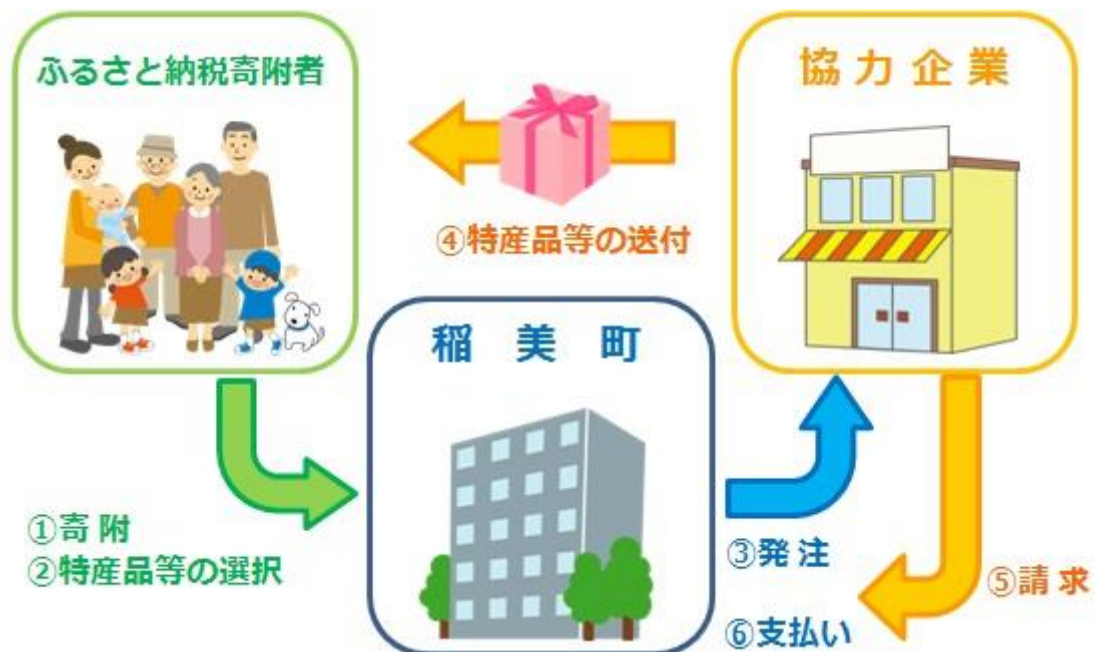 ふるさと納税寄附者
協力企業
④特産品等の送付
稲美町
①寄附
②特産品等の選択
③発注
⑤請求
⑥支払い